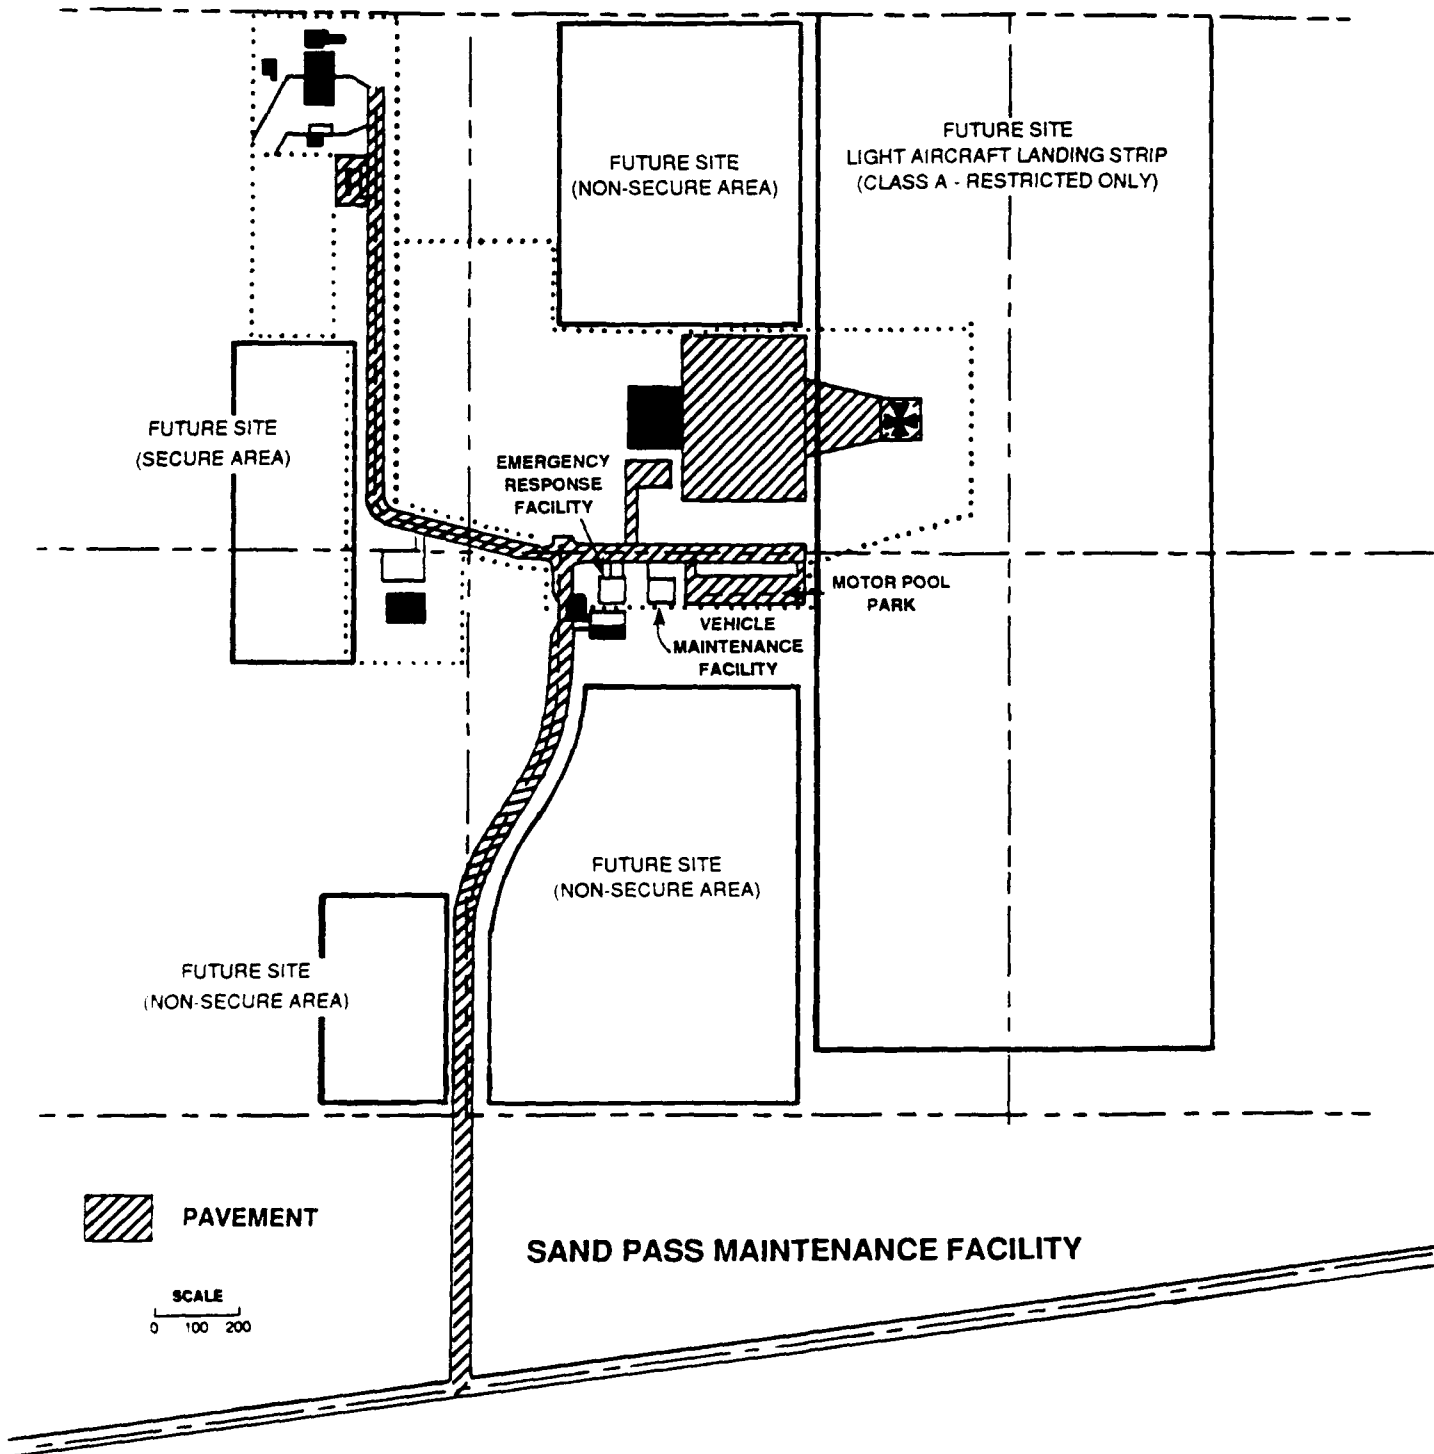 FUTURE SITE
(NON-SECURE AREA)
FUTURE SITE
LIGHT AIRCRAFT LANDING STRIP
(CLASS A - RESTRICTED ONLY)
FUTURE SITE
(SECURE AREA)
EMERGENCY
RESPONSE
FACILITY
MOTOR POOL
PARK
VEHICLE
MAINTENANCE
FACILITY
FUTURE SITE
(NON-SECURE AREA)
FUTURE SITE
(NON-SECURE AREA)
PAVEMENT
SAND PASS MAINTENANCE FACILITY
SCALE
0 100 200